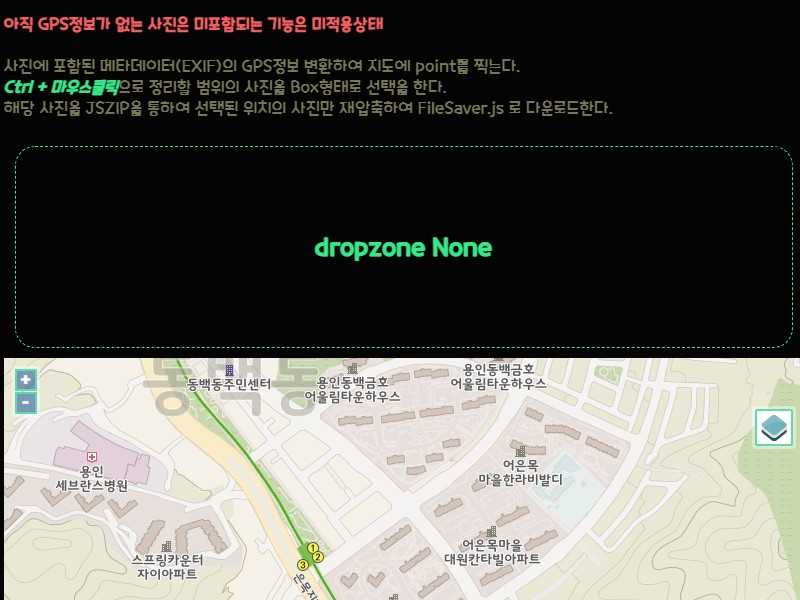 아직 GPS정보가 없는 사진은 미포함되는 기능은 미적용상태
사진에 포함된 메타데이터(EXIF)의 GPS정보 변환하여 지도에 point를 찍는다.
Ctrl + 마우스클릭으로 정리할 범위의 사진을 Box형태로 선택을 한다.
해당 사진을 JSZIP을 통하여 선택된 위치의 사진만 재압축하여 FileSaver.js 로 다운로드한다.
dropzone None
동백동
+
-
동백동주민센터
용인동백금호
어울림타운하우스
용인동백금호
어울림타운하우스
용인
세브란스병원
어은목
마을한라비발디
어은목마을
대원칸타빌아파트
스프링카운티
자이아파트
1
2
3